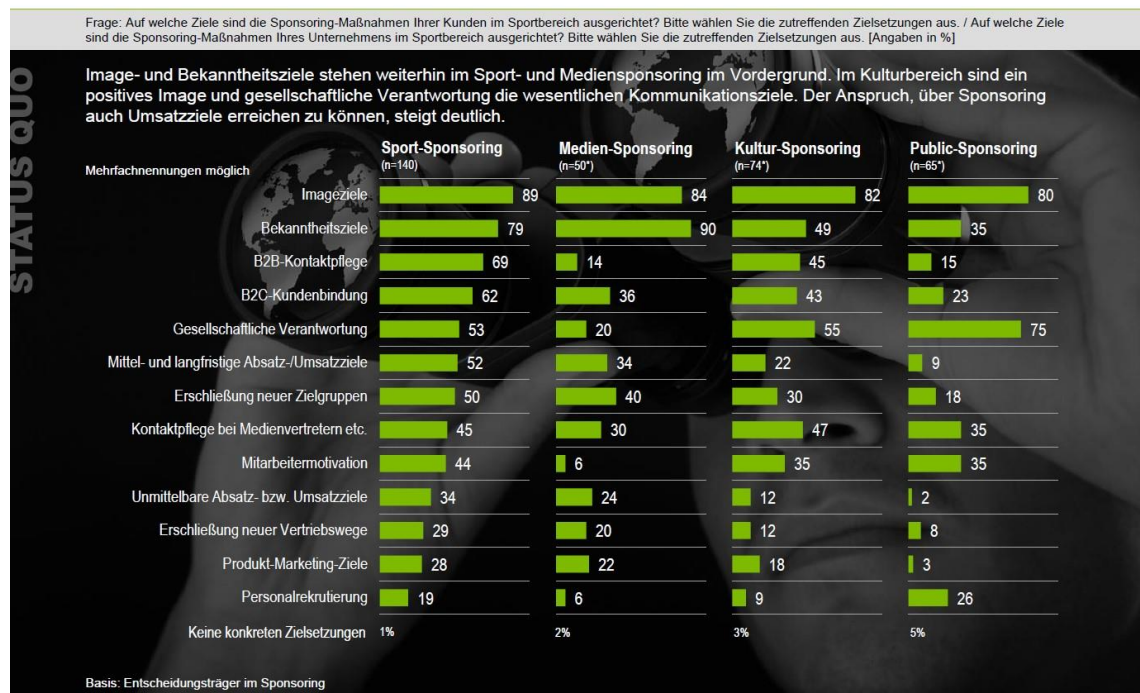 Frage: Auf welche Ziele sind die Sponsoring-Maßnahmen Ihrer Kunden im Sportbereich ausgerichtet? Bitte wählen Sie die zutreffenden Zielsetzungen aus. / Auf welche Ziele
sind die Sponsoring-Maßnahmen Ihres Unternehmens im Sportbereich ausgerichtet? Bitte wählen Sie die zutreffenden Zielsetzungen aus. [Angaben in %]
STATUS QUO
Image- und Bekanntheitsziele stehen weiterhin im Sport- und Mediensponsoring im Vordergrund. Im Kulturbereich sind ein
positives Image und gesellschaftliche Verantwortung die wesentlichen Kommunikationsziele. Der Anspruch, über Sponsoring
auch Umsatzziele erreichen zu können, steigt deutlich.
Sport-Sponsoring Medien-Sponsoring Kultur-Sponsoring Public-Sponsoring
Mehrfachnennungen möglich (n=140) (n=50*) (n=74*) (n=65*)
Imageziele 89 84 82 80
Bekanntheitsziele 79 90 49 35
B2B-Kontaktpflege 69 14 45 15
B2C-Kundenbindung 62 36 43 23
Gesellschaftliche Verantwortung 53 20 55 75
Mittel- und langfristige Absatz-/Umsatzziele 52 34 22 9
Erschließung neuer Zielgruppen 50 40 30 18
Kontaktpflege bei Medienvertretern etc. 45 30 47 35
Mitarbeitermotivation 44 6 35 35
Unmittelbare Absatz- bzw. Umsatzziele 34 24 12 2
Erschließung neuer Vertriebswege 29 20 12 8
Produkt-Marketing-Ziele 28 22 18 3
Personalrekrutierung 19 6 9 26
Keine konkreten Zielsetzungen 1% 2% 3% 5%
Basis: Entscheidungsträger im Sponsoring